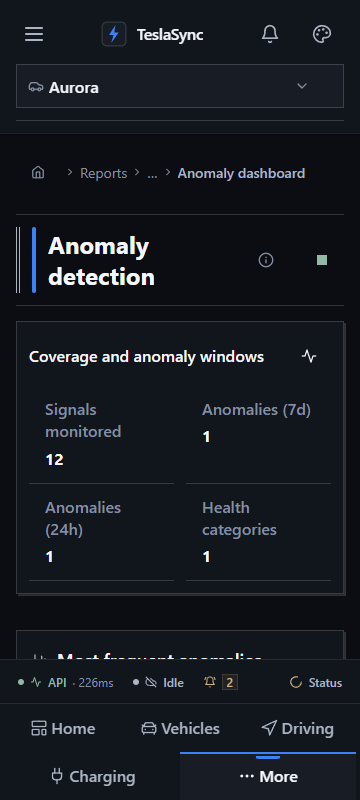 TeslaSync
Aurora
Reports
...
Anomaly dashboard
Anomaly
detection
Coverage and anomaly windows
Signals
monitored
12
Anomalies (7d)
1
Anomalies
(24h)
1
Health
categories
1
Most frequent anomalies
API · 226ms
Idle
2
Status
Home
Vehicles
Driving
Charging
More